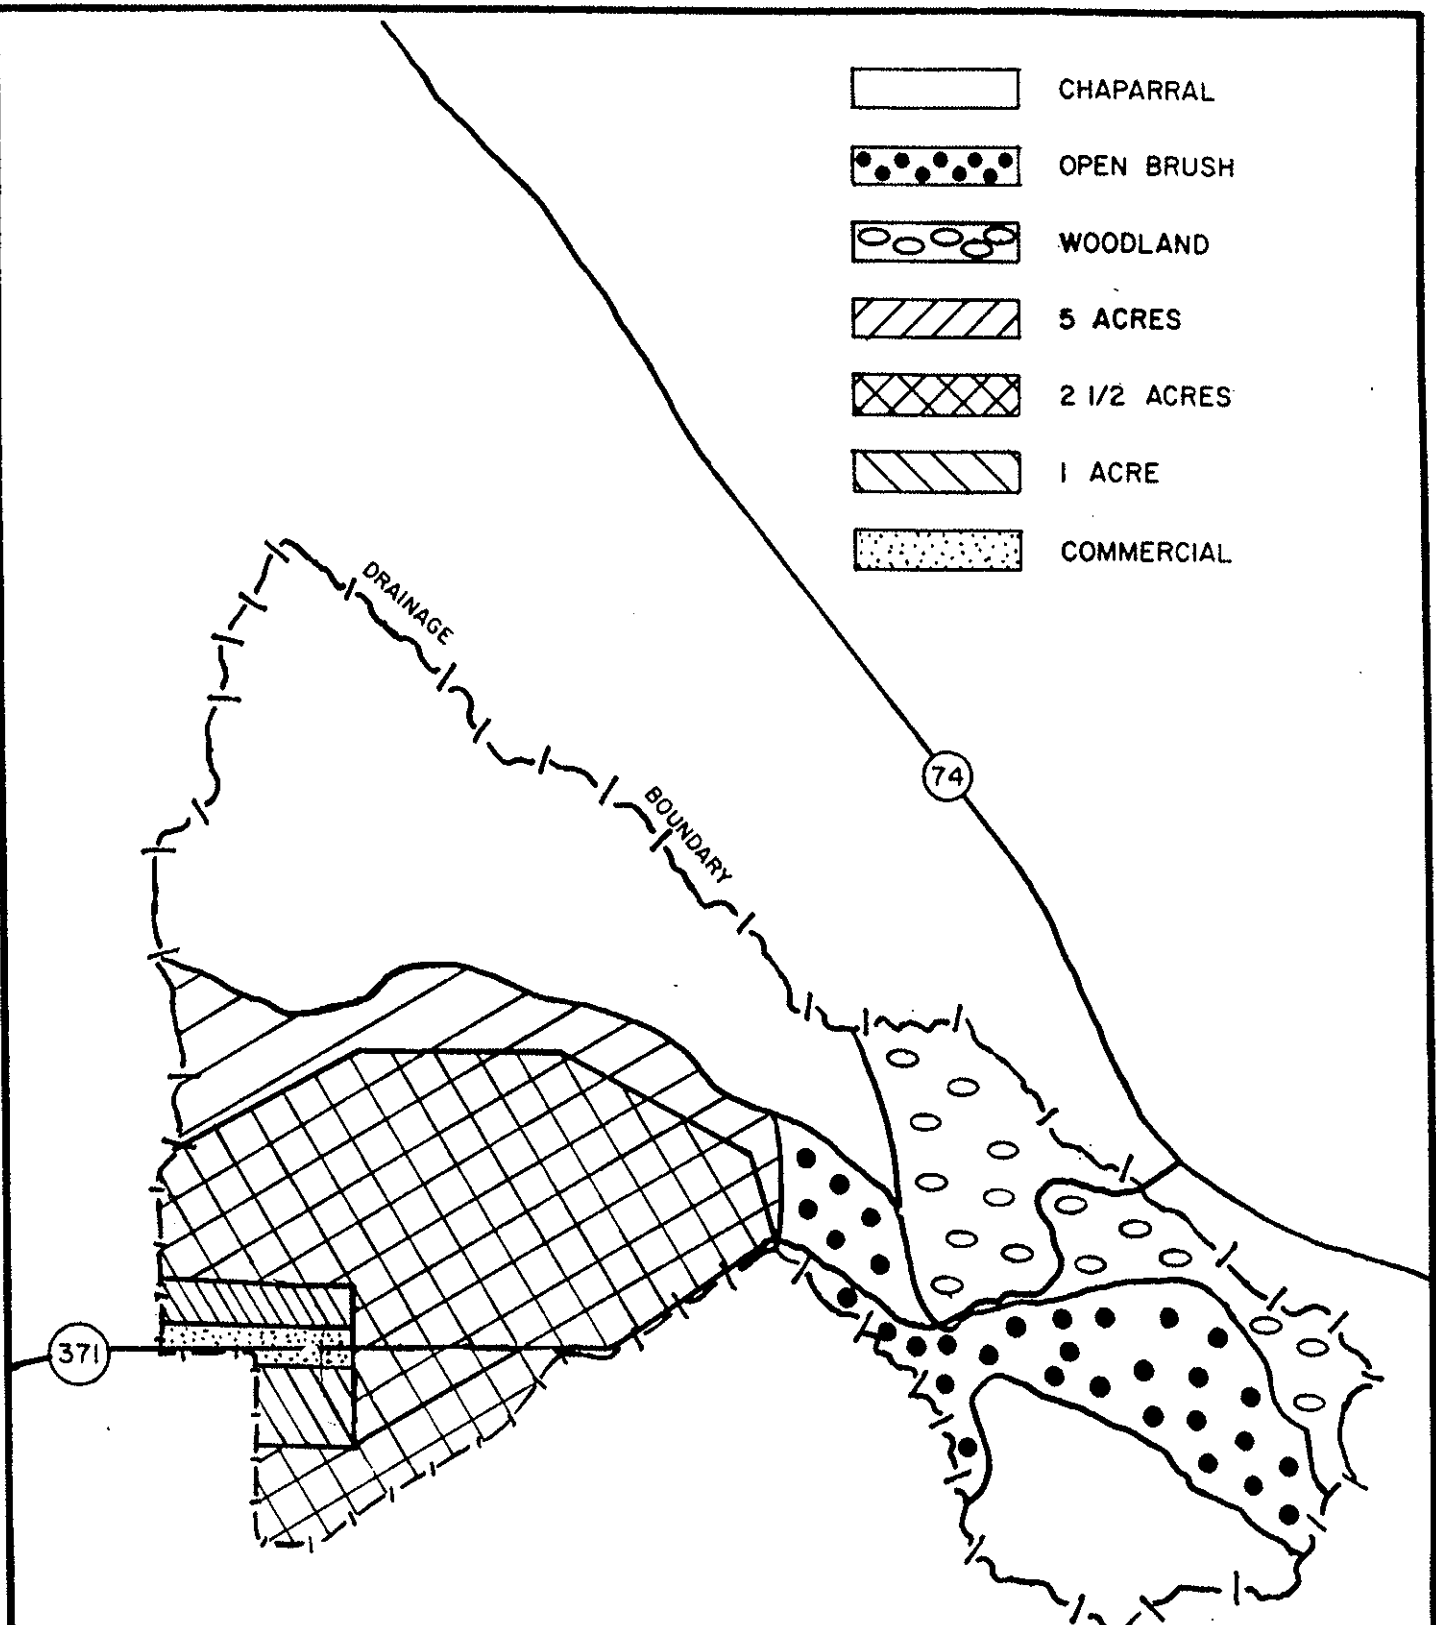 CHAPARRAL
OPEN BRUSH
WOODLAND
5 ACRES
2 1/2 ACRES
1 ACRE
COMMERCIAL
DRAINAGE
BOUNDARY
74
371